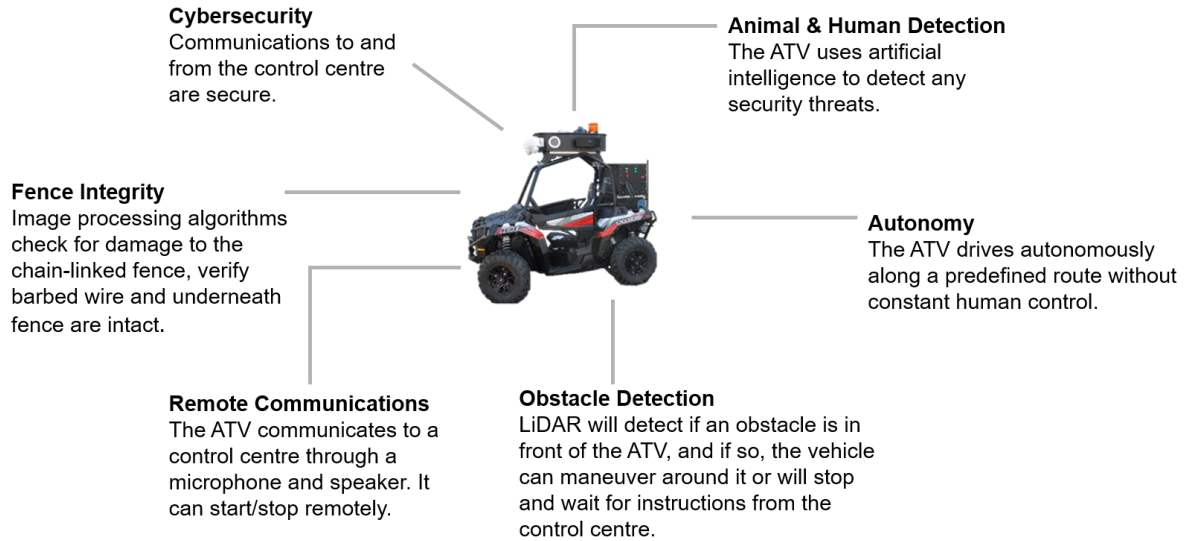 Cybersecurity
Communications to and
from the control centre
are secure.
Animal & Human Detection
The ATV uses artificial
intelligence to detect any
security threats.
Fence Integrity
Image processing algorithms
check for damage to the
chain-linked fence, verify
barbed wire and underneath
fence are intact.
Autonomy
The ATV drives autonomously
along a predefined route without
constant human control.
Remote Communications
The ATV communicates to a
control centre through a
microphone and speaker. It
can start/stop remotely.
Obstacle Detection
LiDAR will detect if an obstacle is in
front of the ATV, and if so, the vehicle
can maneuver around it or will stop
and wait for instructions from the
control centre.